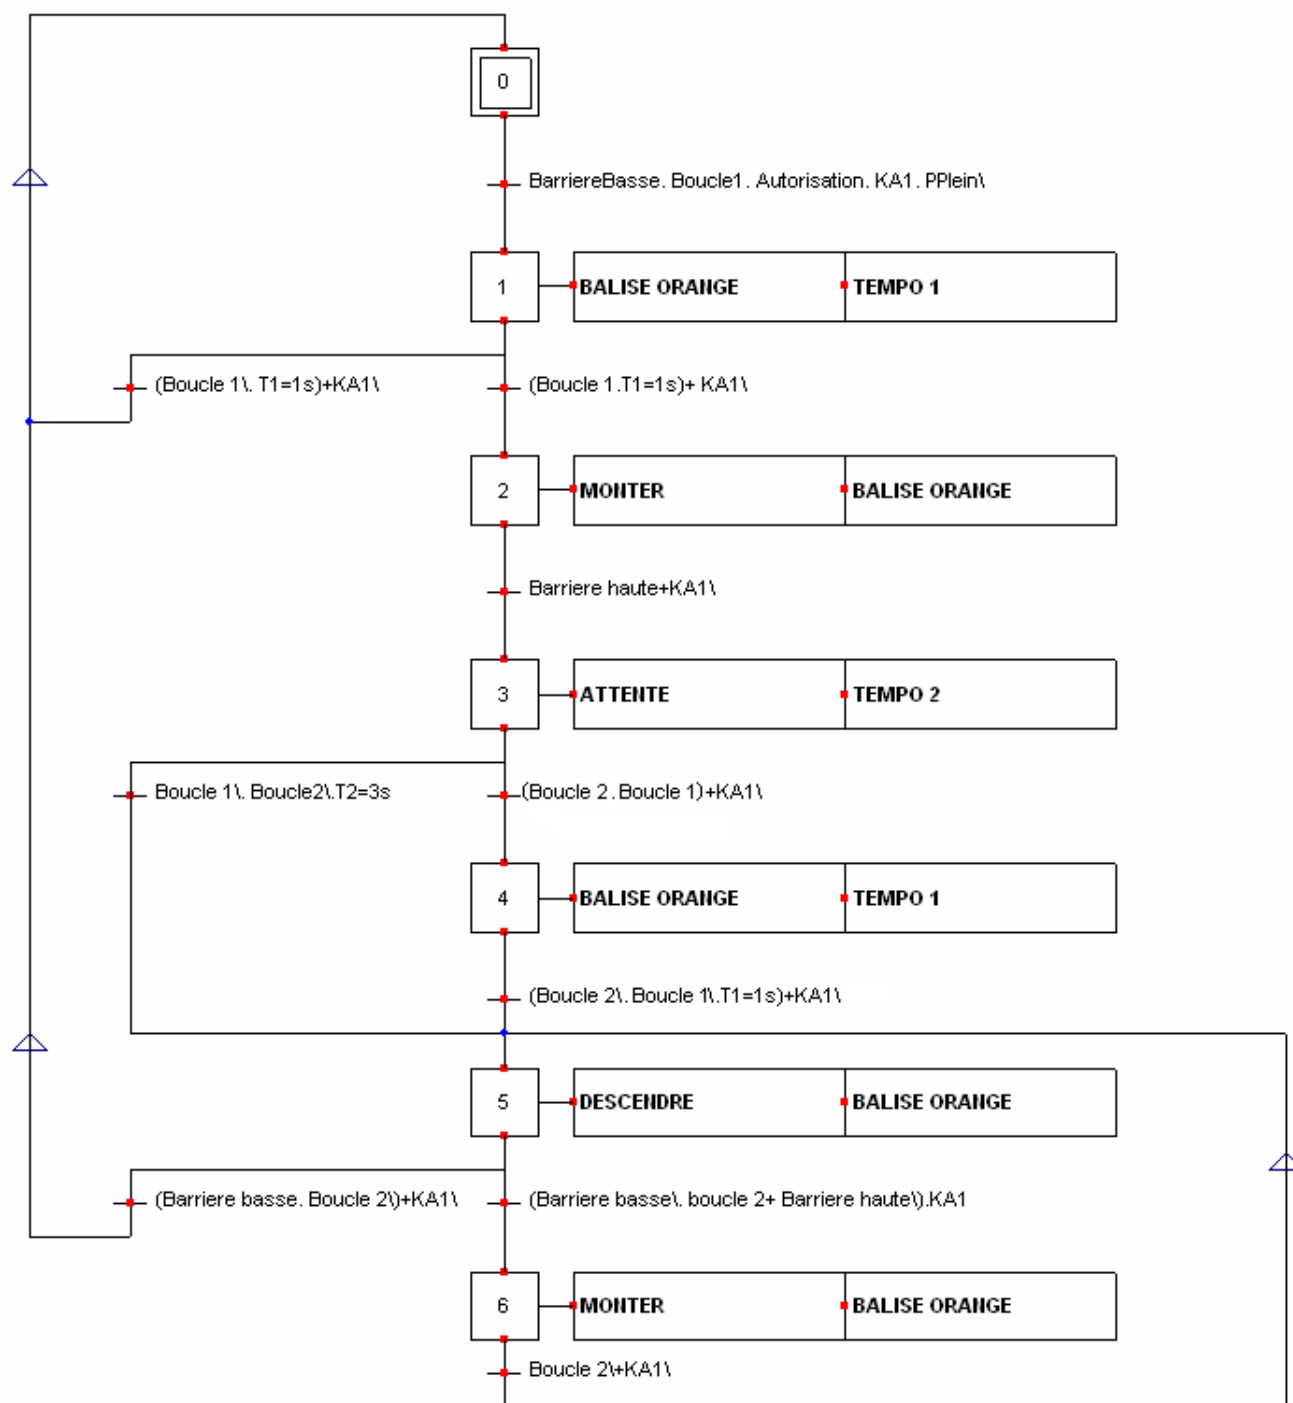 0
BarriereBasse. Boucle1. Autorisation. KA1. PPlein\
1 BALISE ORANGE TEMPO 1
(Boucle 1\. T1=1s)+KA1\ (Boucle 1.T1=1s)+ KA1\
2 MONTER BALISE ORANGE
Barriere haute+KA1\
3 ATTENTE TEMPO 2
Boucle 1\. Boucle2\.T2=3s (Boucle 2. Boucle 1)+KA1\
4 BALISE ORANGE TEMPO 1
(Boucle 2\. Boucle 1\.T1=1s)+KA1\
5 DESCENDRE BALISE ORANGE
(Barriere basse. Boucle 2\)+KA1\ (Barriere basse\. boucle 2+ Barriere haute\).KA1
6 MONTER BALISE ORANGE
Boucle 2\+KA1\